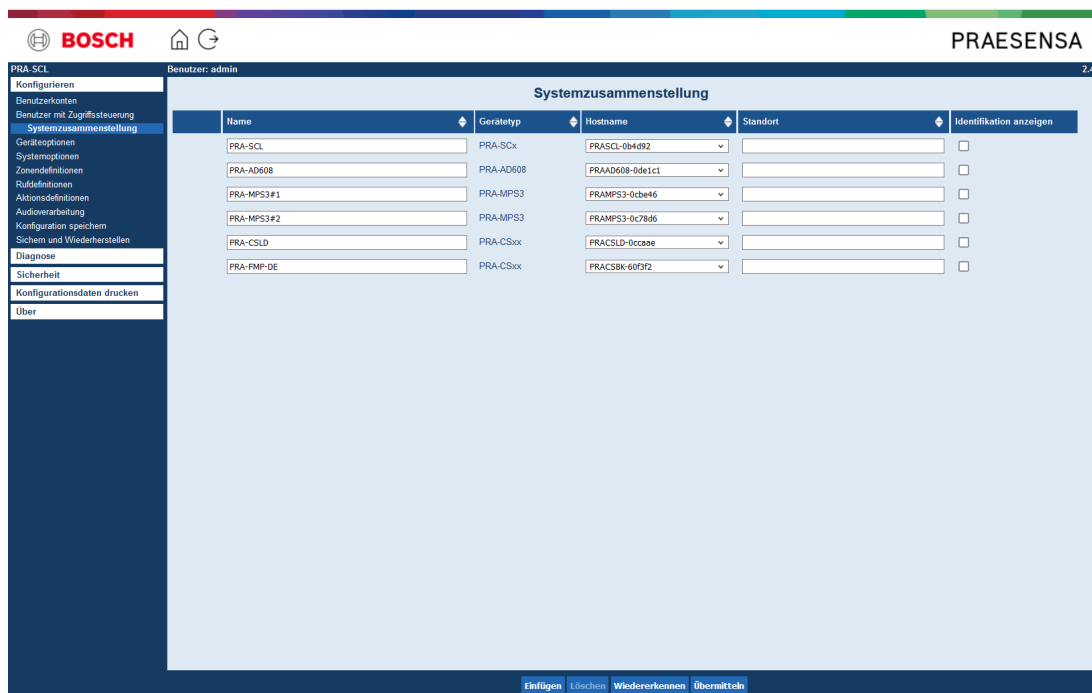 BOSCH
PRAESENSA
PRA-SCL Benutzer: admin
Konfigurieren
Benutzerkonten
Benutzer mit Zugriffssteuerung
Systemzusammenstellung
Geräteoptionen
Systemoptionen
Zonendefinitionen
Rufdefinitionen
Aktionsdefinitionen
Audioverarbeitung
Konfiguration speichern
Sichern und Wiederherstellen
Diagnose
Sicherheit
Konfigurationsdaten drucken
Über
Systemzusammenstellung
Name Gerätetyp Hostname Standort Identifikation anzeigen
PRA-SCL PRA-SCx PRASCL-0b4d92
PRA-AD608 PRA-AD608 PRAAD608-0de1c1
PRA-MPS3#1 PRA-MPS3 PRAMPS3-0cbe46
PRA-MPS3#2 PRA-MPS3 PRAMPS3-0c78d6
PRA-CSLD PRA-CSxx PRACSLD-0ccaae
PRA-FMP-DE PRA-CSxx PRACSBK-60f3f2
Einfügen Löschen Wiedererkennen Übermitteln